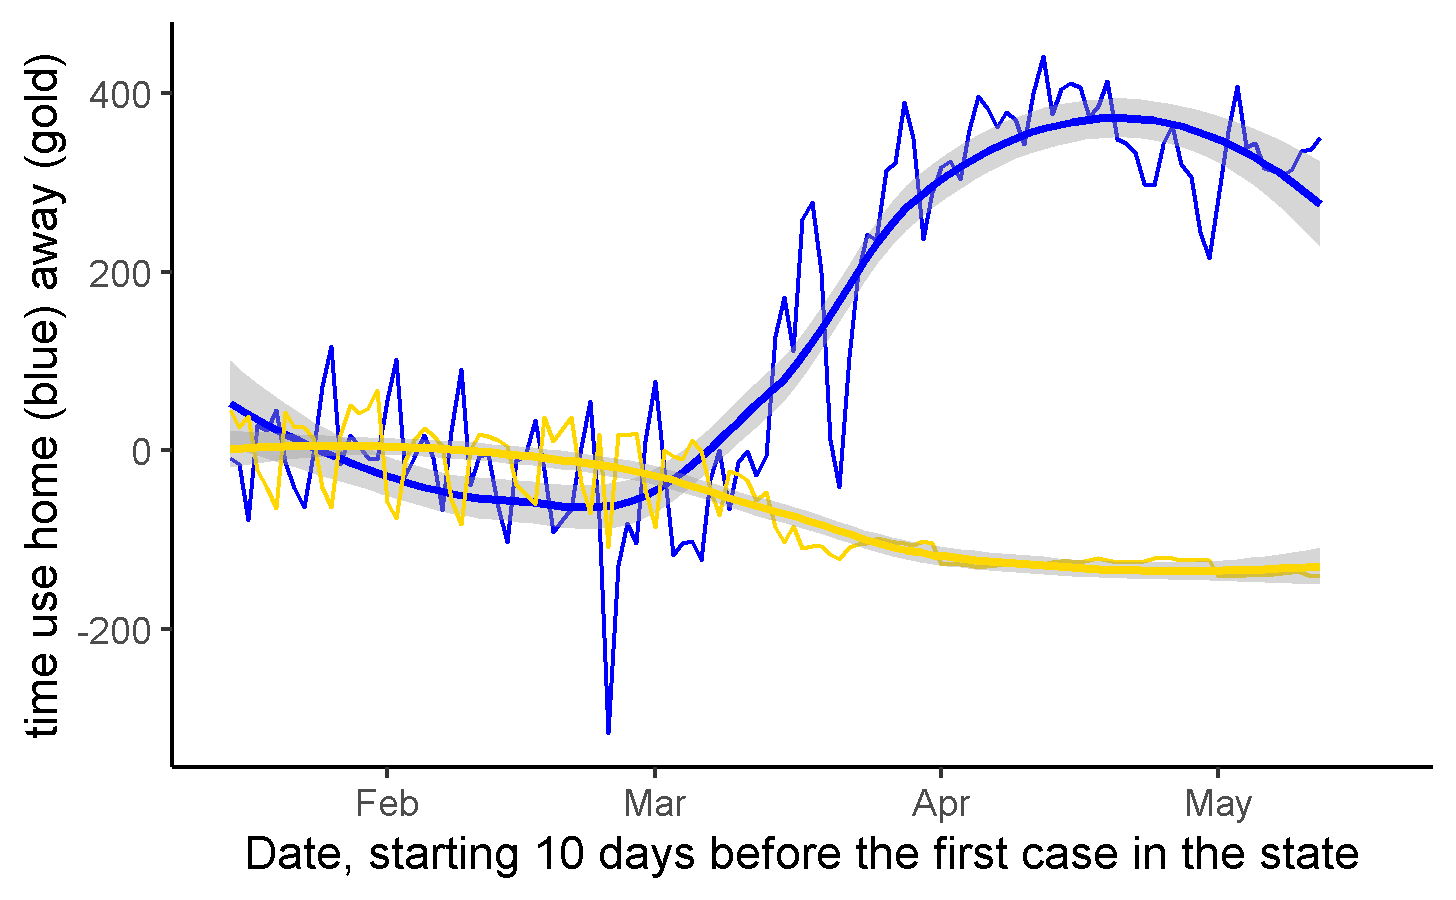 time use home (blue) away (gold)
400
200
0
-200
Feb Mar Apr May
Date, starting 10 days before the first case in the state